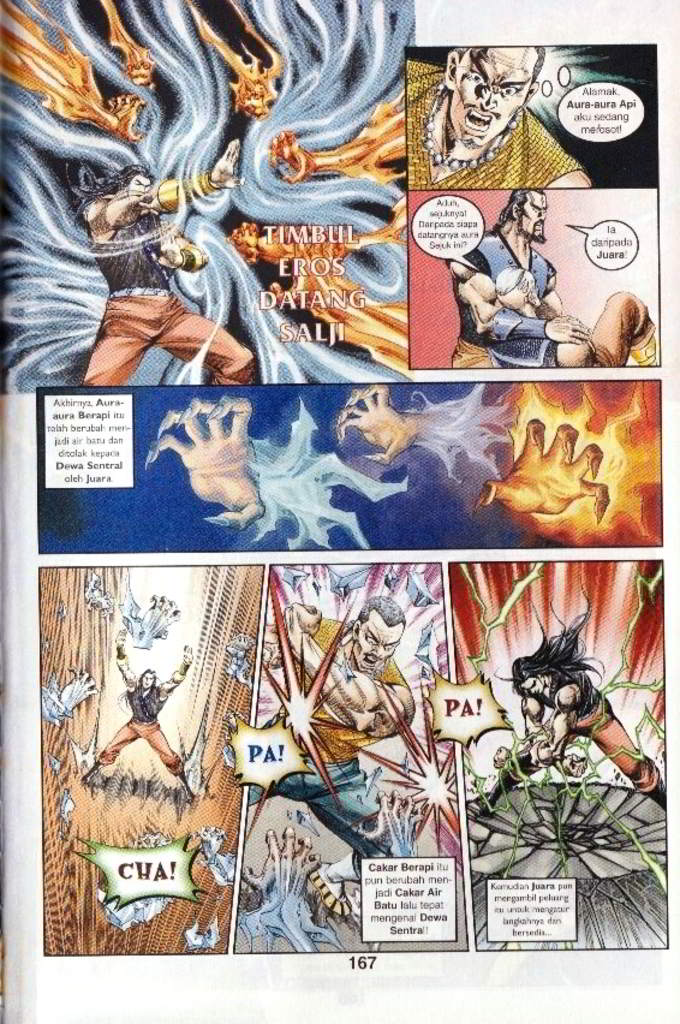 TIMBUL
EROS
DATANG
SALJI
Alamak,
Aura-aura Api
aku sedang
merosot!
Aduh,
sejuknya!
Daripada siapa
datangnya aura
Sejuk ini?
Ia
daripada
Juara!
Akhirnya, Aura-
aura Berapi itu
telah berubah men-
jadi air batu dan
ditolak kepada
Dewa Sentral
oleh Juara.
CHA!
PA!
PA!
Cakar Berapi itu
pun berubah men-
jadi Cakar Air
Batu lalu tepat
mengenai Dewa
Sentral!
Kemudian Juara pun
mengambil peluang
itu untuk mengatur
langkahnya dan
bersedia...
167